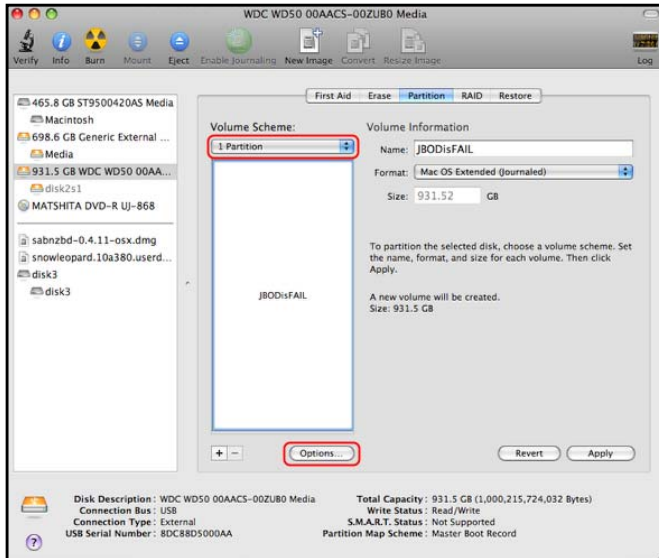 WDC WD50 00AACS-00ZUB0 Media
Verify Info Burn Mount Eject Enable Journaling New Image Convert Resize Image Log
First Aid Erase Partition RAID Restore
465.8 GB ST9500420AS Media
Macintosh
698.6 GB Generic External ...
Media
931.5 GB WDC WD50 00AA...
disk2s1
MATSHITA DVD-R UJ-868
sabnzbd-0.4.11-osx.dmg
snowleopard.10a380.userd...
disk3
disk3
Volume Scheme:
1 Partition
JBODisFAIL
+ -
Options...
Volume Information
Name: JBODisFAIL
Format: Mac OS Extended (Journaled)
Size: 931.52 GB
To partition the selected disk, choose a volume scheme. Set
the name, format, and size for each volume. Then click
Apply.
A new volume will be created.
Size: 931.5 GB
Revert Apply
Disk Description : WDC WD50 00AACS-00ZUB0 Media
Connection Bus : USB
Connection Type : External
USB Serial Number : 8DC88D5000AA
Total Capacity : 931.5 GB (1,000,215,724,032 Bytes)
Write Status : Read/Write
S.M.A.R.T. Status : Not Supported
Partition Map Scheme : Master Boot Record
?